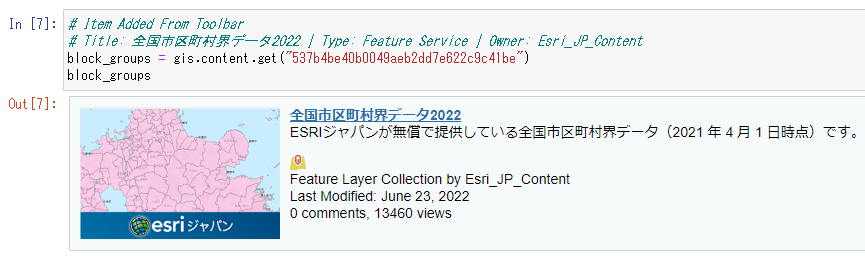 In [7]:
# Item Added From Toolbar
# Title: 全国市区町村界データ2022 | Type: Feature Service | Owner: Esri_JP_Content
block_groups = gis.content.get("537b4be40b0049aeb2dd7e622c9c41be")
block_groups
Out[7]:
esriジャパン
全国市区町村界データ2022
ESRIジャパンが無償で提供している全国市区町村界データ（2021 年 4 月 1 日時点）です。
Feature Layer Collection by Esri_JP_Content
Last Modified: June 23, 2022
0 comments, 13460 views